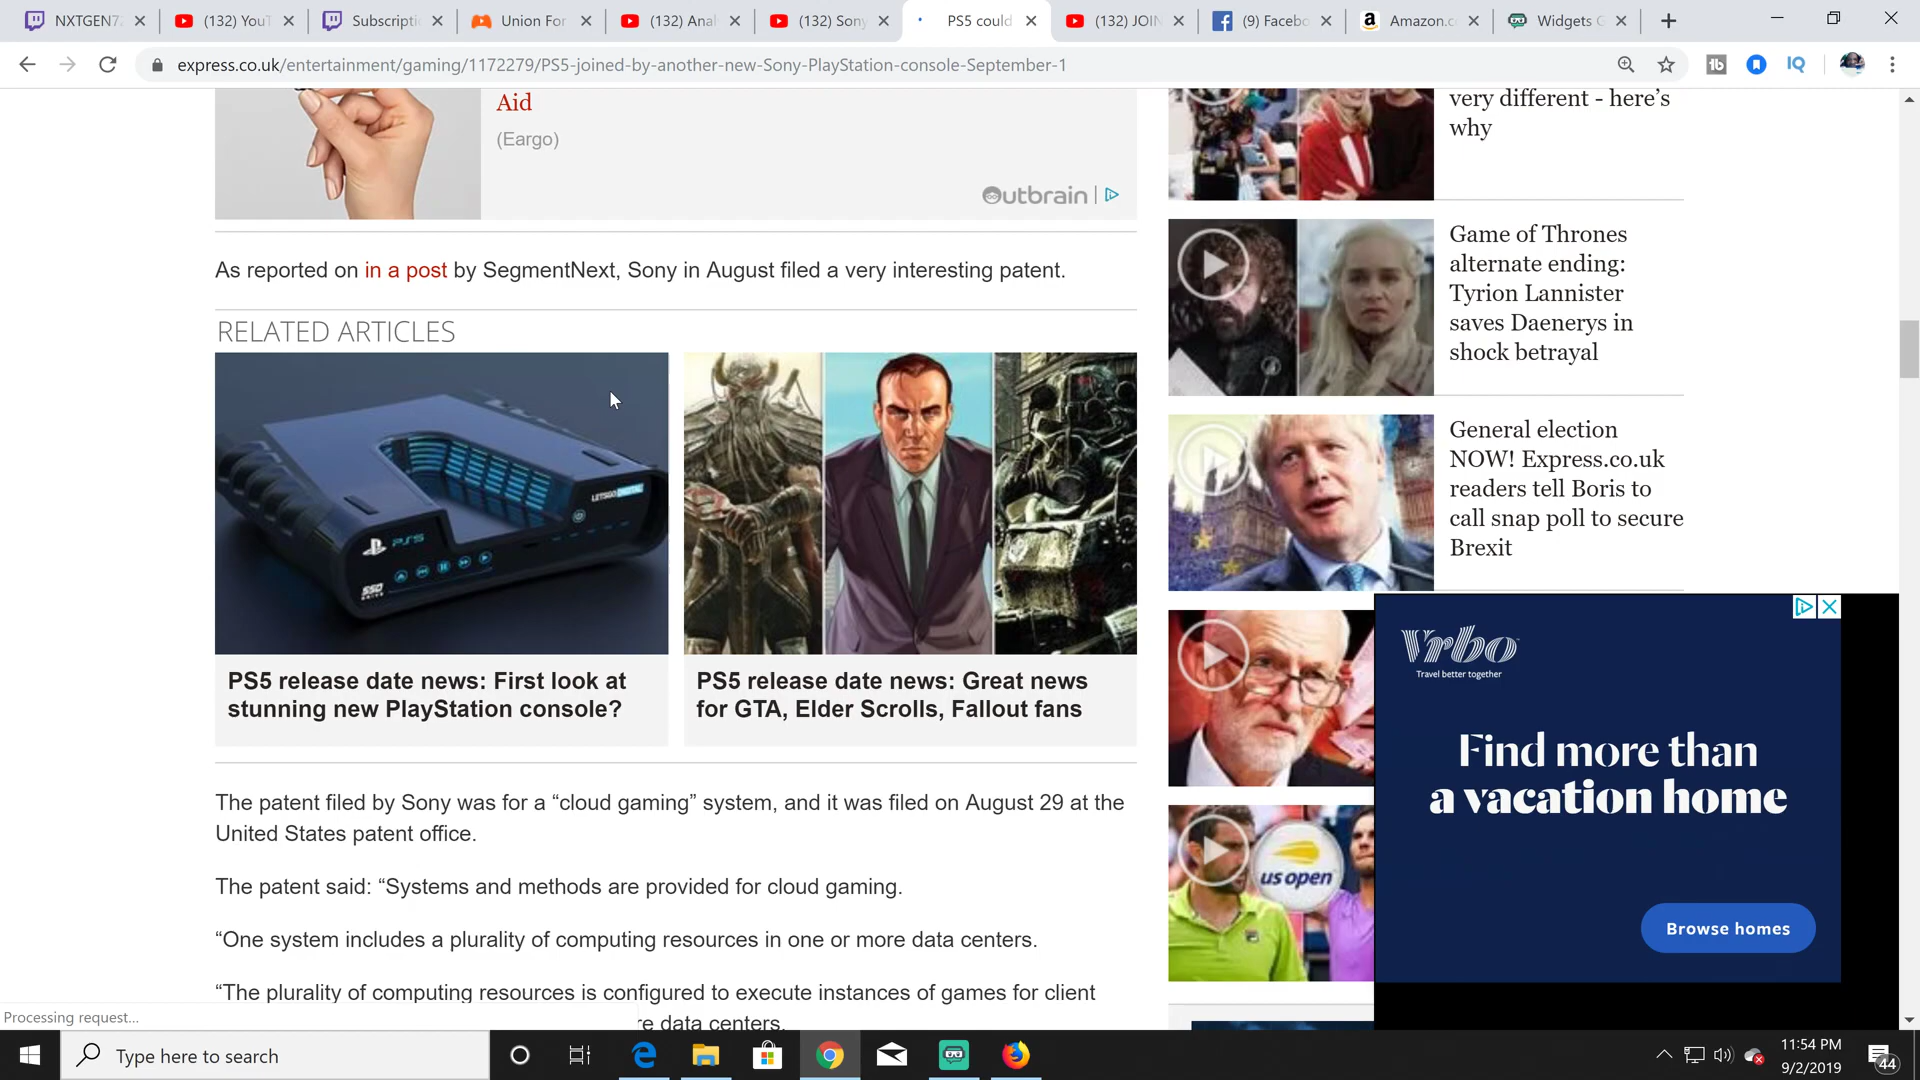 NXTGEN7
(132) YouT
Subscripti
Union For
(132) Anal
(132) Sony
PS5 could
(132) JOIN
(9) Facebo
Amazon.c
Widgets
express.co.uk/entertainment/gaming/1172279/PS5-joined-by-another-new-Sony-PlayStation-console-September-1
Aid
(Eargo)
Outbrain
As reported on in a post by SegmentNext, Sony in August filed a very interesting patent.
RELATED ARTICLES
LETSGODIGITAL
PS5
SSD
DRIVE
PS5 release date news: First look at
stunning new PlayStation console?
PS5 release date news: Great news
for GTA, Elder Scrolls, Fallout fans
The patent filed by Sony was for a “cloud gaming” system, and it was filed on August 29 at the
United States patent office.
The patent said: “Systems and methods are provided for cloud gaming.
“One system includes a plurality of computing resources in one or more data centers.
“The plurality of computing resources is configured to execute instances of games for client
re data centers.
very different - here’s
why
Game of Thrones
alternate ending:
Tyrion Lannister
saves Daenerys in
shock betrayal
General election
NOW! Express.co.uk
readers tell Boris to
call snap poll to secure
Brexit
us open
Vrbo
Travel better together
Find more than
a vacation home
Browse homes
Processing request...
Type here to search
11:54 PM
9/2/2019
44